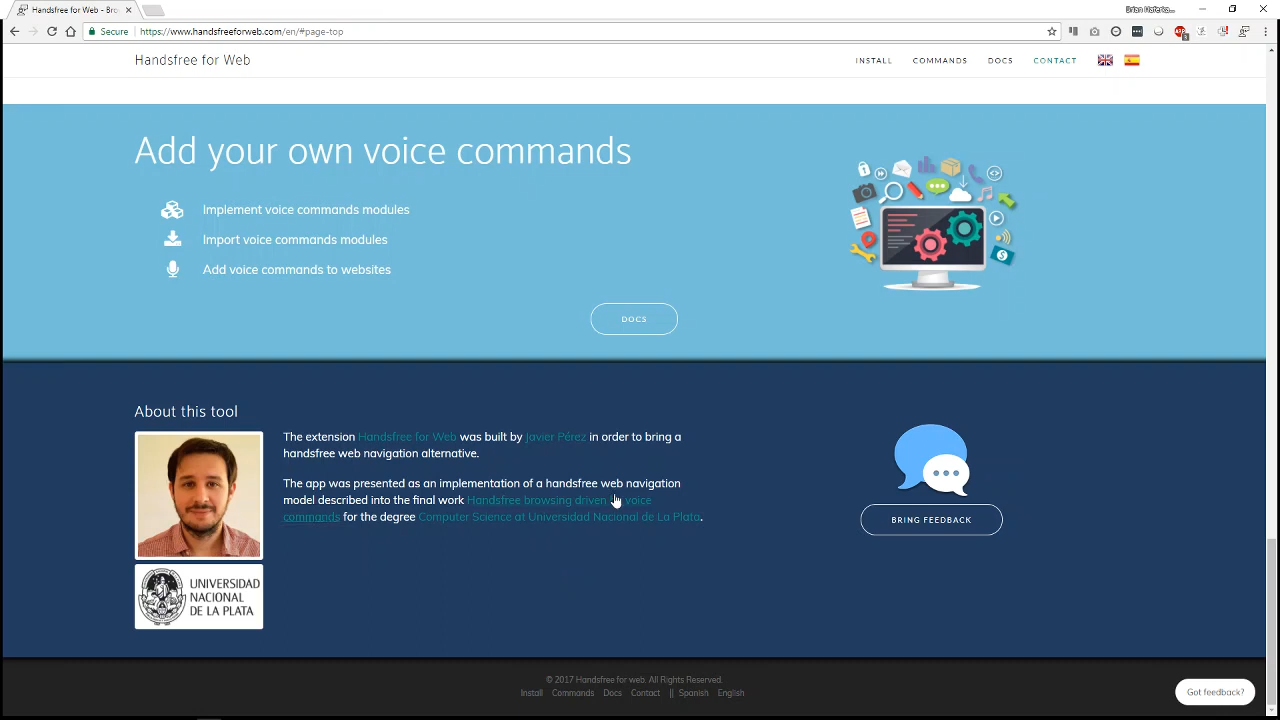 Handsfree for Web - Bro
Secure
https://www.handsfreeforweb.com/en/#page-top
Handsfree for Web
INSTALL
COMMANDS
DOCS
CONTACT
Add your own voice commands
Implement voice commands modules
Import voice commands modules
Add voice commands to websites
DOCS
About this tool
The extension Handsfree for Web was built by Javier Pérez in order to bring a
handsfree web navigation alternative.
The app was presented as an implementation of a handsfree web navigation
model described into the final work Handsfree browsing driven by voice
commands for the degree Computer Science at Universidad Nacional de La Plata.
BRING FEEDBACK
UNIVERSIDAD
NACIONAL
DE LA PLATA
© 2017 Handsfree for web. All Rights Reserved.
Install Commands Docs Contact || Spanish English
Got feedback?